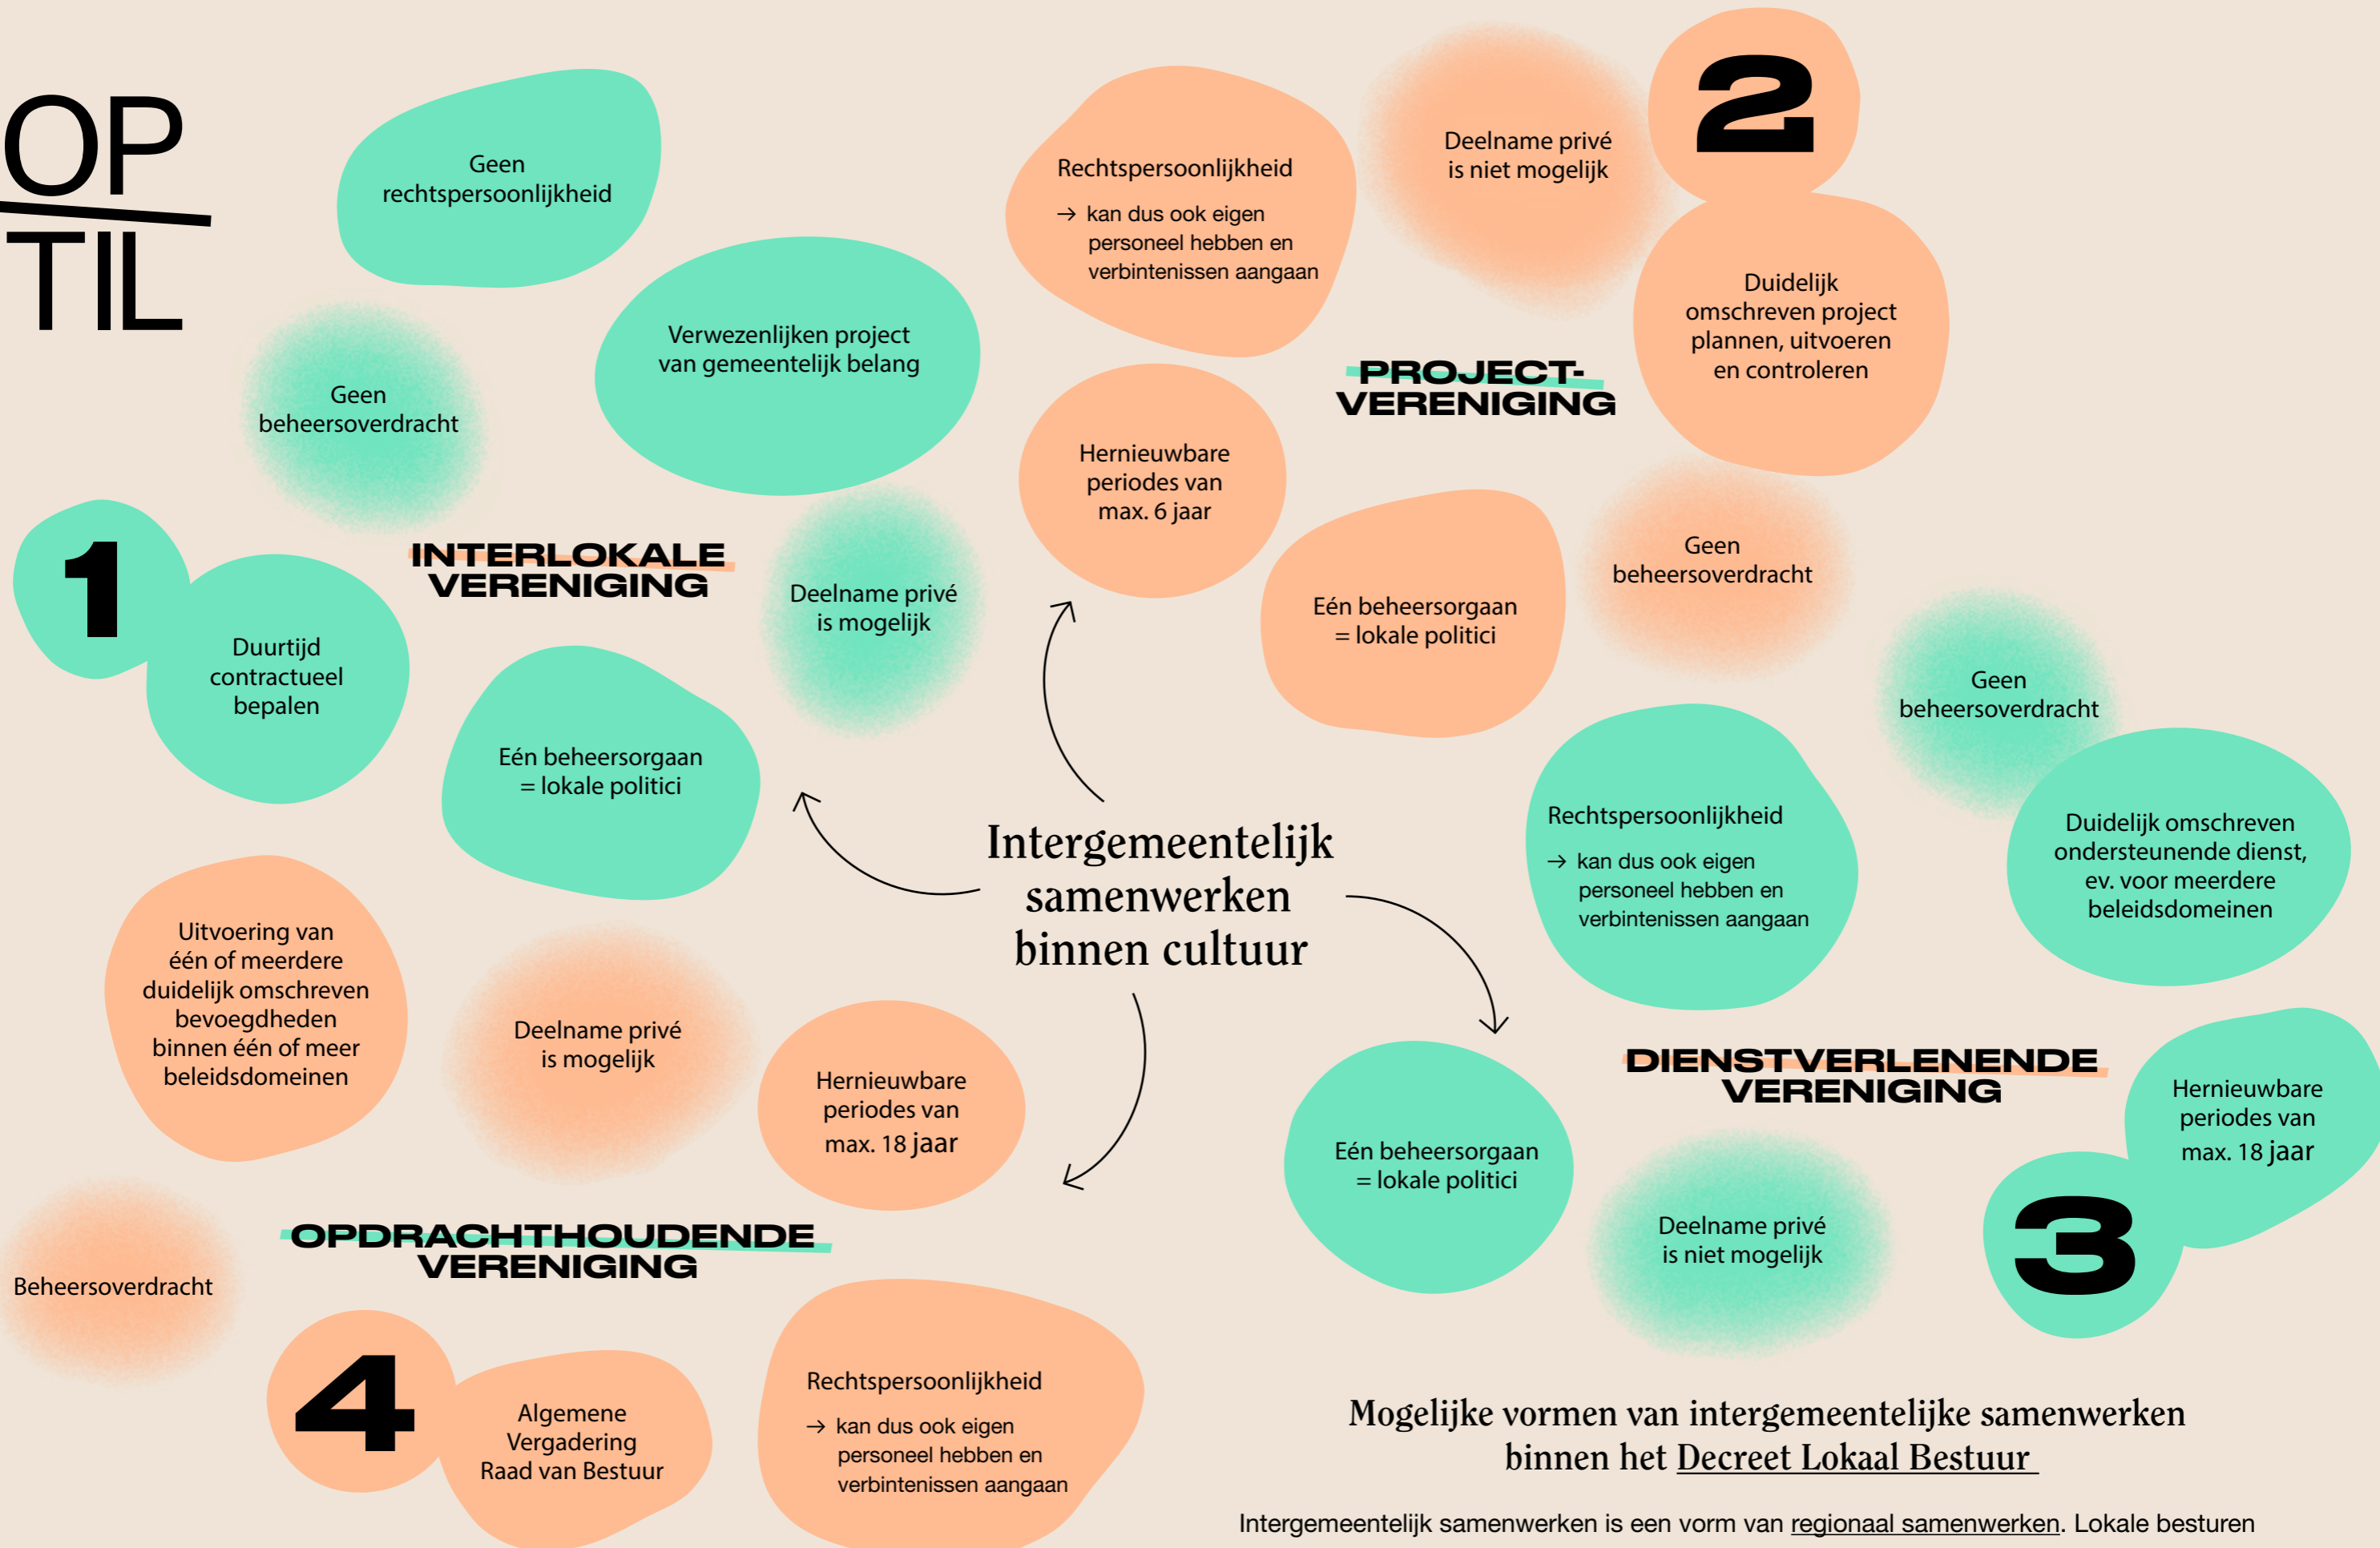 OP
TIL
Geen
rechtspersoonlijkheid
Verwezenlijken project
van gemeentelijk belang
Geen
beheersoverdracht
1
INTERLOKALE
VERENIGING
Deelname privé
is mogelijk
Duurtijd
contractueel
bepalen
Eén beheersorgaan
= lokale politici
Rechtspersoonlijkheid
→ kan dus ook eigen
personeel hebben en
verbintenissen aangaan
Deelname privé
is niet mogelijk
2
Duidelijk
omschreven project
plannen, uitvoeren
en controleren
PROJECT-
VERENIGING
Hernieuwbare
periodes van
max. 6 jaar
Geen
beheersoverdracht
Eén beheersorgaan
= lokale politici
Intergemeentelijk
samenwerken
binnen cultuur
Geen
beheersoverdracht
Rechtspersoonlijkheid
→ kan dus ook eigen
personeel hebben en
verbintenissen aangaan
Duidelijk omschreven
ondersteunende dienst,
ev. voor meerdere
beleidsdomeinen
DIENSTVERLENENDE
VERENIGING
Hernieuwbare
periodes van
max. 18 jaar
Eén beheersorgaan
= lokale politici
Deelname privé
is niet mogelijk
3
Uitvoering van
één of meerdere
duidelijk omschreven
bevoegdheden
binnen één of meer
beleidsdomeinen
Deelname privé
is mogelijk
Hernieuwbare
periodes van
max. 18 jaar
OPDRACHTHOUDENDE
VERENIGING
Beheersoverdracht
4
Algemene
Vergadering
Raad van Bestuur
Rechtspersoonlijkheid
→ kan dus ook eigen
personeel hebben en
verbintenissen aangaan
Mogelijke vormen van intergemeentelijke samenwerken
binnen het Decreet Lokaal Bestuur
Intergemeentelijk samenwerken is een vorm van regionaal samenwerken. Lokale besturen